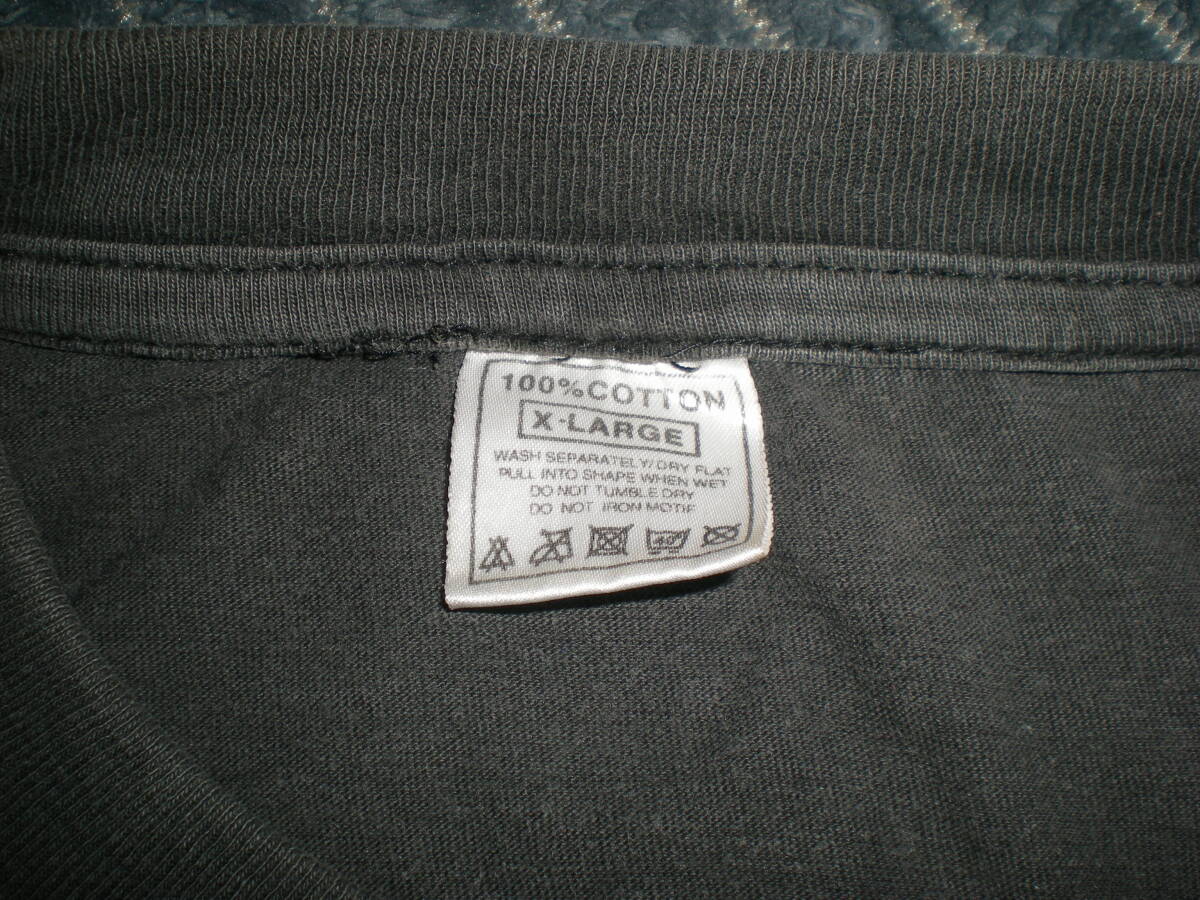 100% COTTON
X-LARGE
WASH SEPARATELY/DRY FLAT
PULL INTO SHAPE WHEN WET
DO NOT TUMBLE DRY
DO NOT IRON MOTIF
40